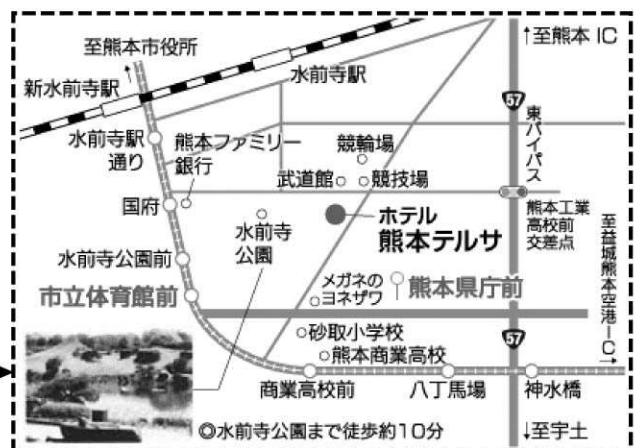 至熊本市役所
↑至熊本IC
新水前寺駅
水前寺駅
57
東バイパス
水前寺駅
通り
熊本ファミリー
銀行
競輪場
武道館
競技場
国府
水前寺
公園
ホテル
熊本テルサ
熊本工業
高校前
交差点
水前寺公園前
メガネの
ヨネザワ
熊本県庁前
至益城熊本空港IC→
市立体育館前
砂取小学校
57
熊本商業高校
商業高校前
八丁馬場
神水橋
◎水前寺公園まで徒歩約10分
↓至宇土